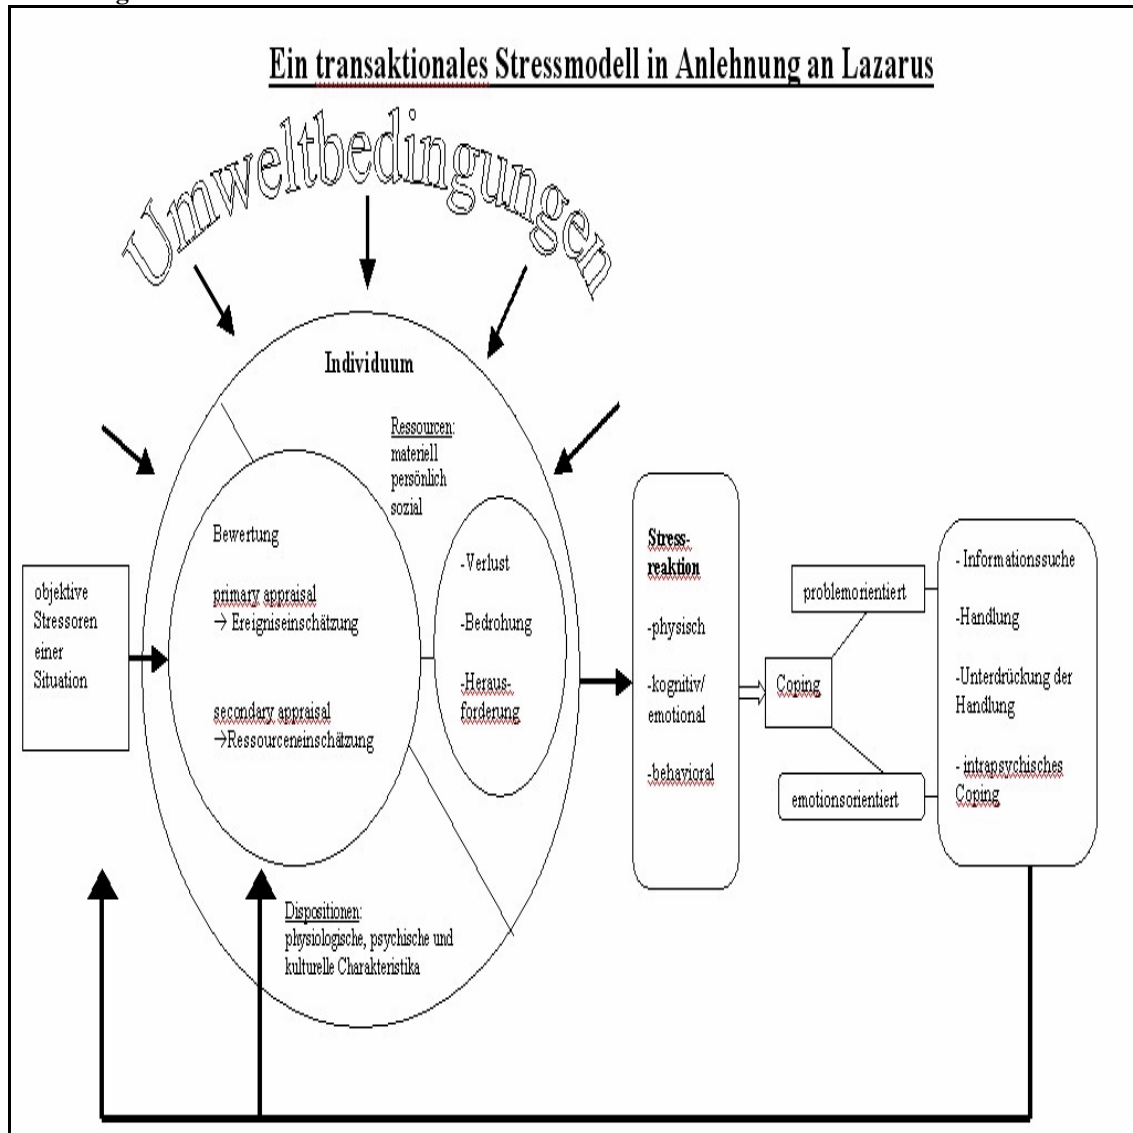 Ein transaktionales Stressmodell in Anlehnung an Lazarus
Umweltbedingungen
Individuum
Ressourcen:
materiell
persönlich
sozial
Bewertung
primary appraisal
→ Ereigniseinschätzung
secondary appraisal
→Ressourceneinschätzung
-Verlust
-Bedrohung
-Heraus-
forderung
objektive
Stressoren
einer
Situation
Dispositionen:
physiologische, psychische und
kulturelle Charakteristika
Stress-
reaktion
-physisch
-kognitiv/
emotional
-behavioral
Coping
problemorientiert
emotionsorientiert
- Informationssuche
-Handlung
-Unterdrückung der
Handlung
- intrapsychisches
Coping